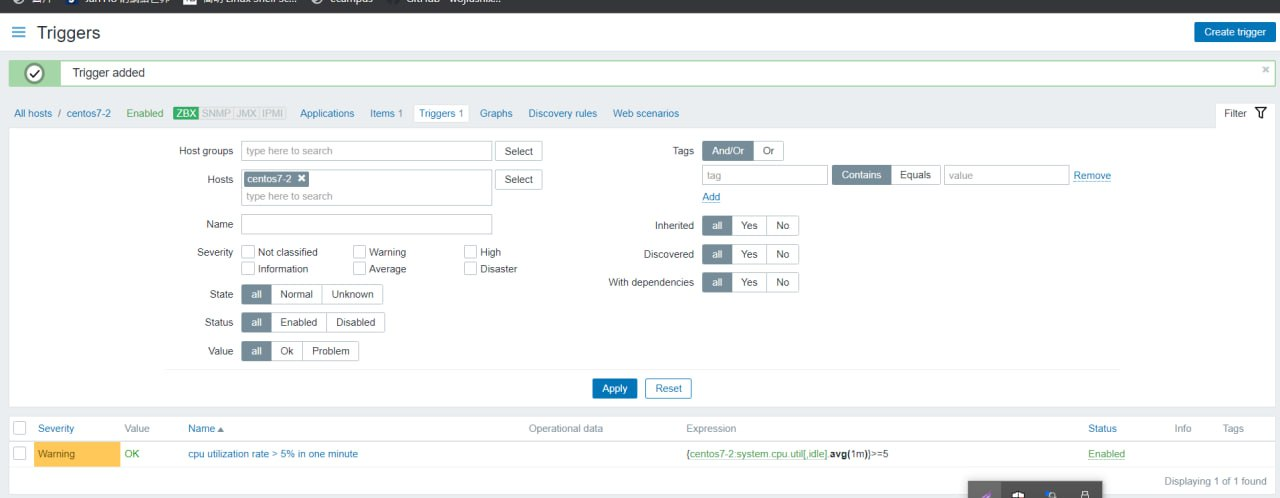 Triggers
Create trigger
Trigger added
All hosts / centos7-2 Enabled ZBX SNMP JMX IPMI Applications Items 1 Triggers 1 Graphs Discovery rules Web scenarios Filter
Host groups type here to search Select Tags And/Or Or
Hosts centos7-2 Select tag Contains Equals value Remove
type here to search Add
Name Inherited all Yes No
Severity Not classified Warning High Discovered all Yes No
Information Average Disaster
With dependencies all Yes No
State all Normal Unknown
Status all Enabled Disabled
Value all Ok Problem
Apply Reset
Severity Value Name Operational data Expression Status Info Tags
Warning OK cpu utilization rate > 5% in one minute {centos7-2:system.cpu.util[,idle].avg(1m)}>=5 Enabled
Displaying 1 of 1 found